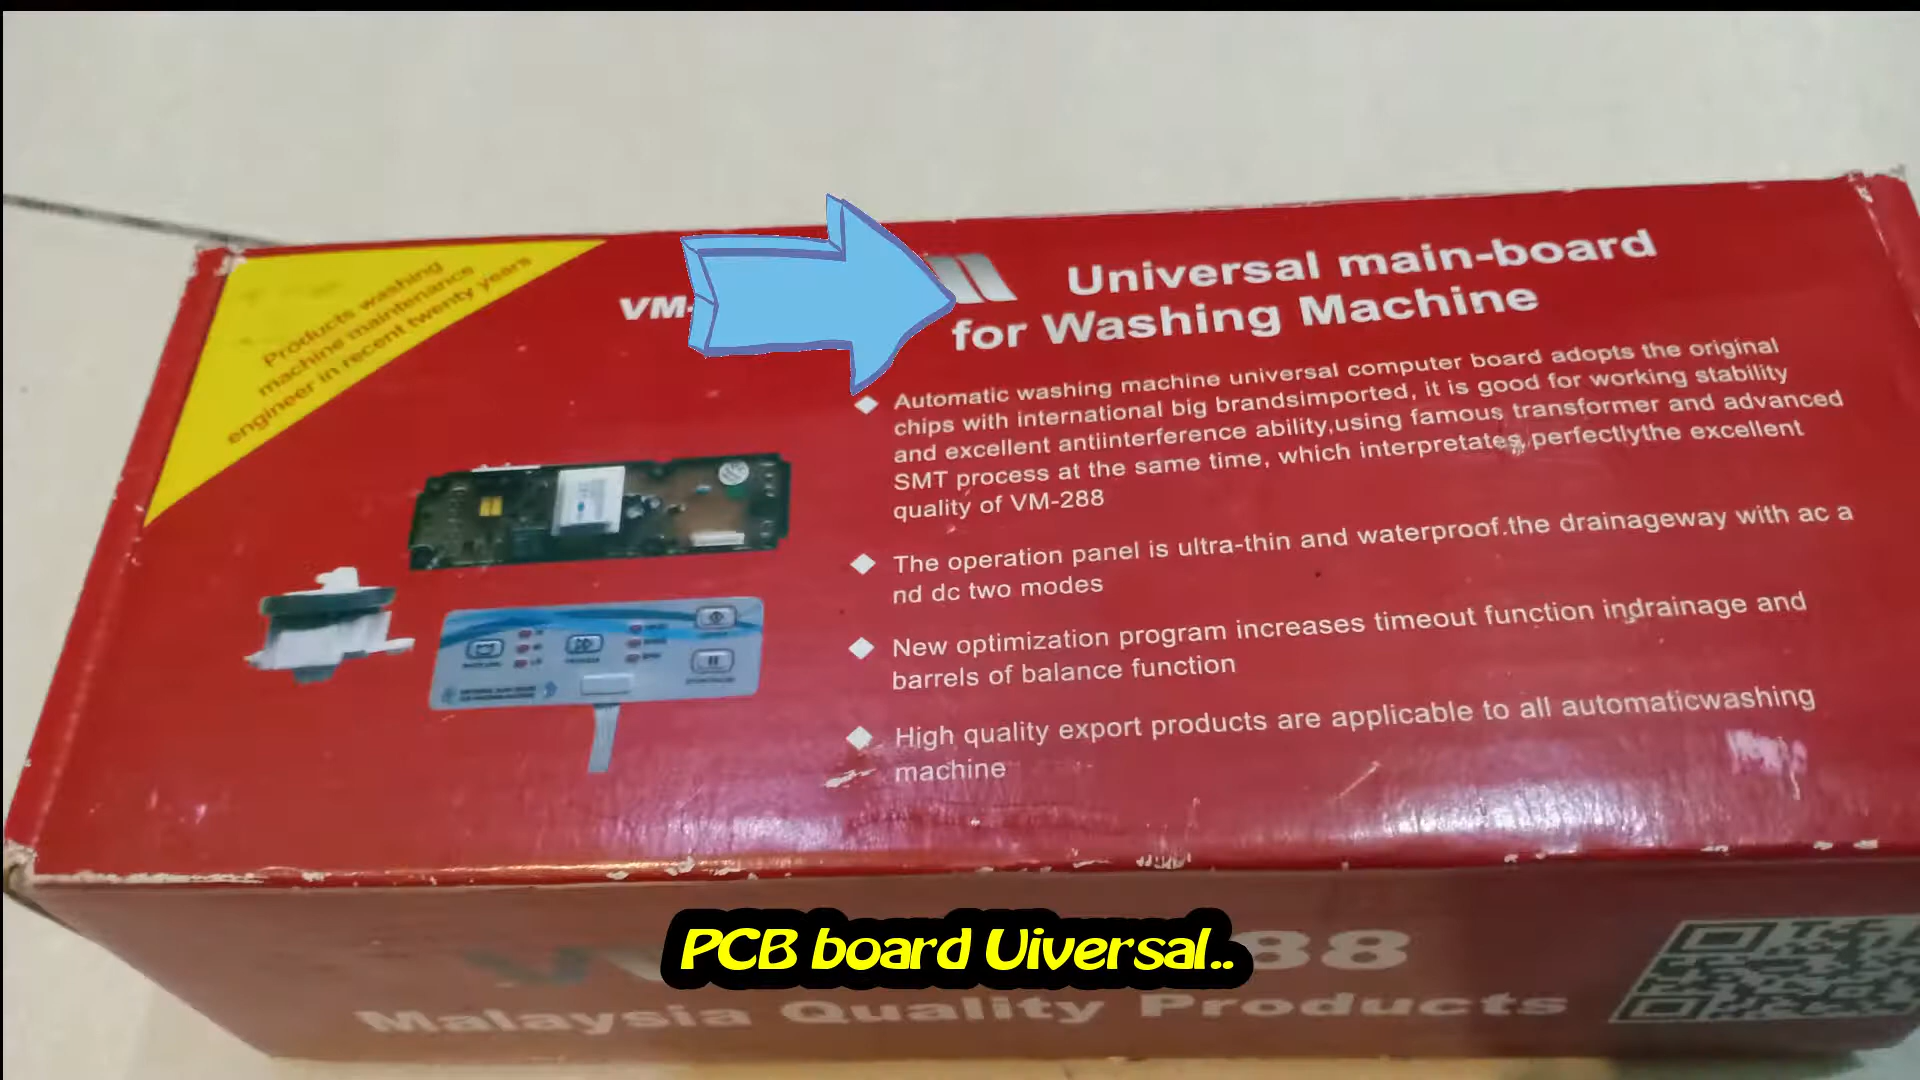 Products washing
machine maintenance
engineer in recent twenty years
VM-
Universal main-board
for Washing Machine
Automatic washing machine universal computer board adopts the original
chips with international big brandsimported, it is good for working stability
and excellent antiinterference ability,using famous transformer and advanced
SMT process at the same time, which interpretates perfectlythe excellent
quality of VM-288
The operation panel is ultra-thin and waterproof.the drainageway with ac a
nd dc two modes
New optimization program increases timeout function indrainage and
barrels of balance function
High quality export products are applicable to all automaticwashing
machine
PCB board Uiversal..
88
Malaysia Quality Products